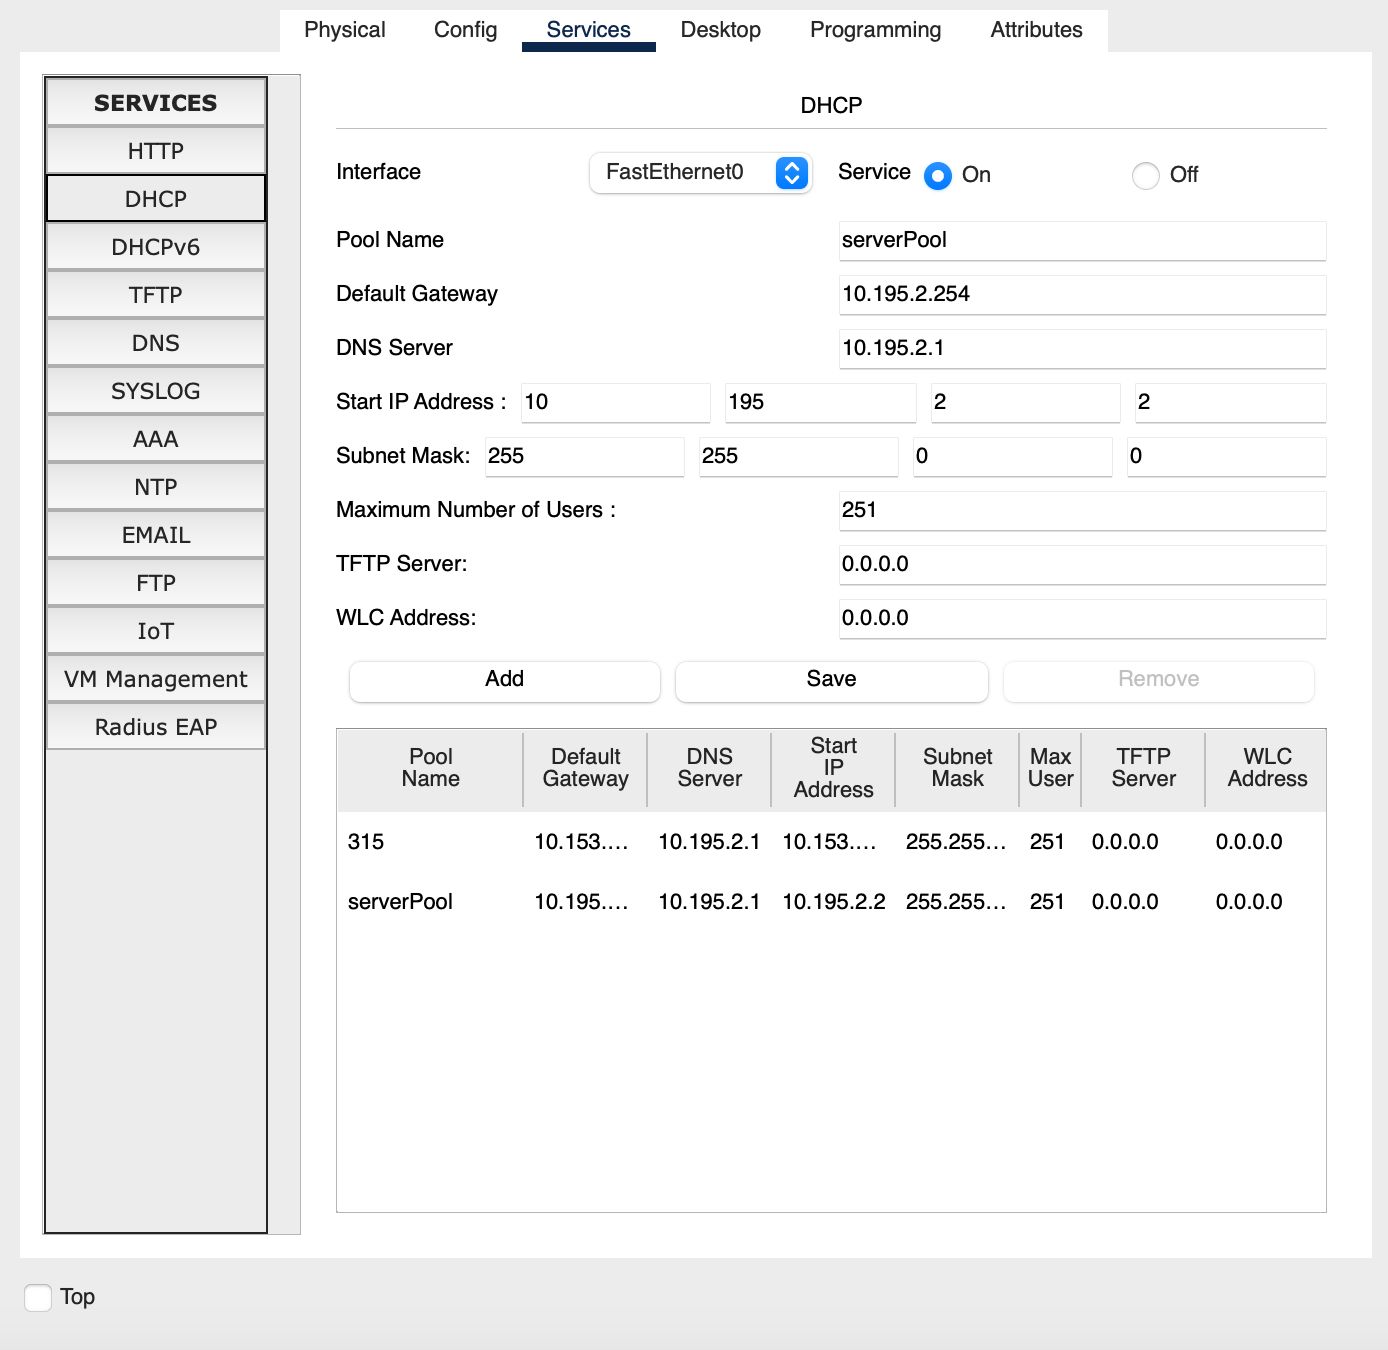 Physical Config Services Desktop Programming Attributes
SERVICES
HTTP
DHCP
DHCPv6
TFTP
DNS
SYSLOG
AAA
NTP
EMAIL
FTP
IoT
VM Management
Radius EAP
DHCP
Interface FastEthernet0 Service On Off
Pool Name serverPool
Default Gateway 10.195.2.254
DNS Server 10.195.2.1
Start IP Address : 10 195 2 2
Subnet Mask: 255 255 0 0
Maximum Number of Users : 251
TFTP Server: 0.0.0.0
WLC Address: 0.0.0.0
Add Save Remove
Pool Name Default Gateway DNS Server Start IP Address Subnet Mask Max User TFTP Server WLC Address
315 10.153.... 10.195.2.1 10.153.... 255.255... 251 0.0.0.0 0.0.0.0
serverPool 10.195.... 10.195.2.1 10.195.2.2 255.255... 251 0.0.0.0 0.0.0.0
Top